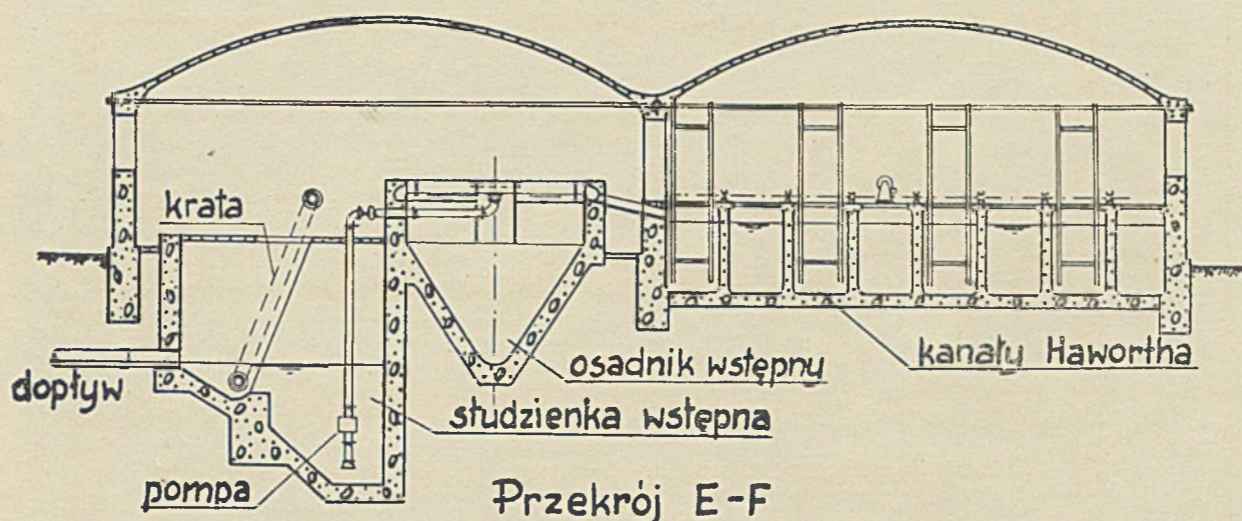 krata
dopływ
pompa
studzienka wstępna
osadnik wstępny
kanały Hawortha
Przekrój E-F